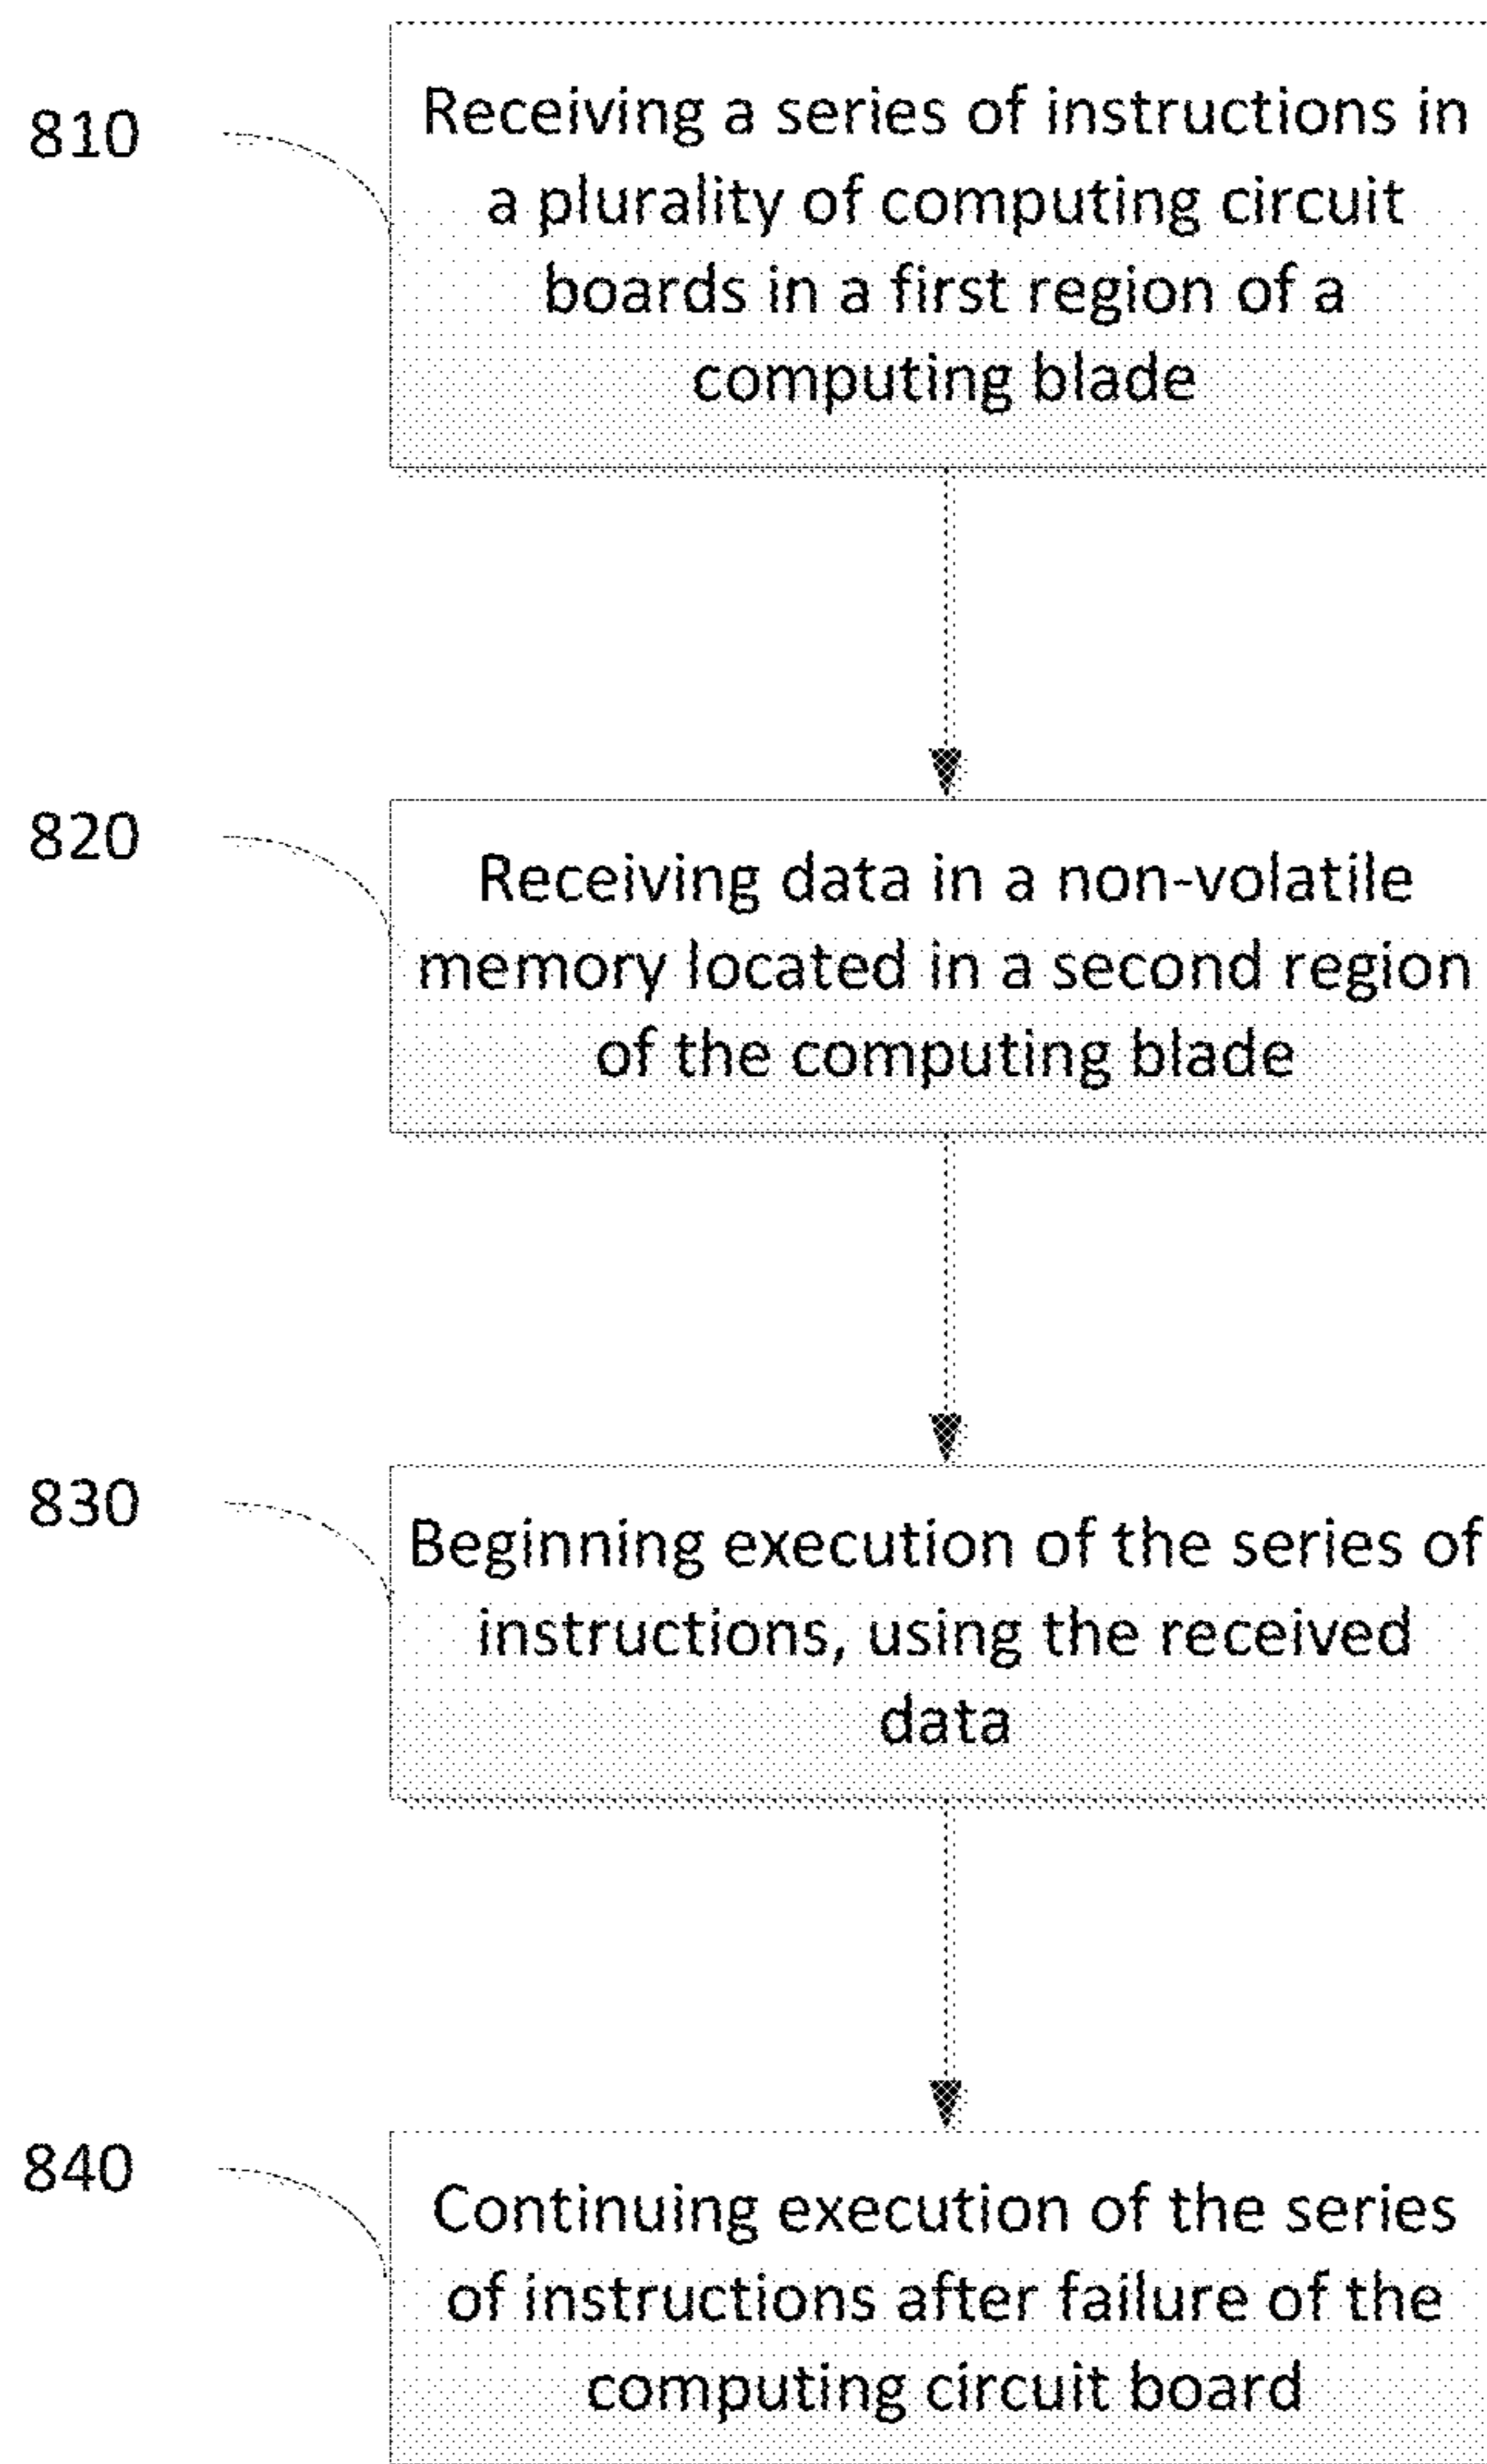 810
Receiving a series of instructions in
a plurality of computing circuit
boards in a first region of a
computing blade
820
Receiving data in a non-volatile
memory located in a second region
of the computing blade
830
Beginning execution of the series of
instructions, using the received
data
840
Continuing execution of the series
of instructions after failure of the
computing circuit board